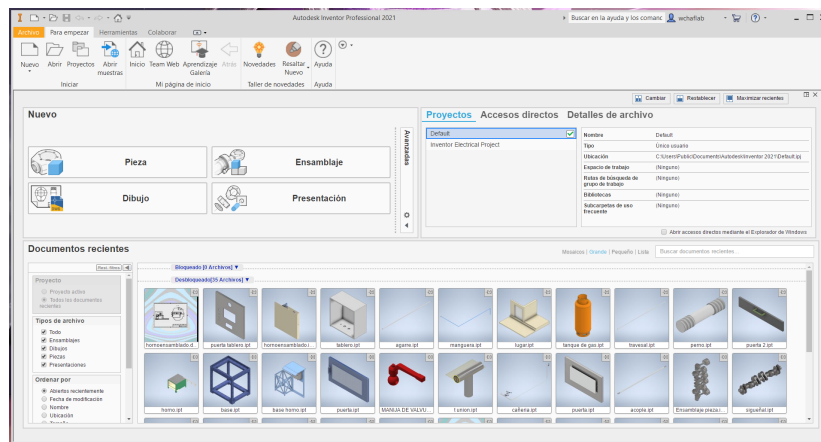 Autodesk Inventor Professional 2021
Buscar en la ayuda y los comanc
wchaflab
Archivo Para empezar Herramientas Colaborar
Nuevo Abrir Proyectos Abrir muestras Inicio Team Web Aprendizaje Galería Atrás Novedades Resaltar Nuevo Ayuda
Iniciar Mi página de inicio Taller de novedades Ayuda
Cambiar Restablecer Maximizar recientes
Nuevo
Pieza Ensamblaje
Dibujo Presentación
Avanzadas
Proyectos Accesos directos Detalles de archivo
Default
Inventor Electrical Project
Nombre Default
Tipo Único usuario
Ubicación C:\Users\Public\Documents\Autodesk\Inventor 2021\Default.ipj
Espacio de trabajo (Ninguno)
Rutas de búsqueda de grupo de trabajo (Ninguno)
Bibliotecas (Ninguno)
Subcarpetas de uso frecuente (Ninguno)
Abrir accesos directos mediante el Explorador de Windows
Documentos recientes
Mosaicos | Grande | Pequeño | Lista
Buscar documentos recientes...
Bloqueado [0 Archivos]
Desbloqueado[35 Archivos]
Proyecto
Proyecto activo
Todos los documentos recientes
Tipos de archivo
Todo
Ensamblajes
Dibujos
Piezas
Presentaciones
Ordenar por
Abiertos recientemente
Fecha de modificación
Nombre
Ubicación
hornoensamblado.d... puerta tablero.ipt hornoensamblado.i... tablero.ipt agarre.ipt manguera.ipt lugar.ipt tanque de gas.ipt travesal.ipt perno.ipt puerta 2.ipt
horno.ipt base.ipt base horno.ipt puerta.ipt MANIJA DE VALVU... t union.ipt cañeria.ipt puerta.ipt acople.ipt Ensamblaje pieza.i... sigueñal.ipt